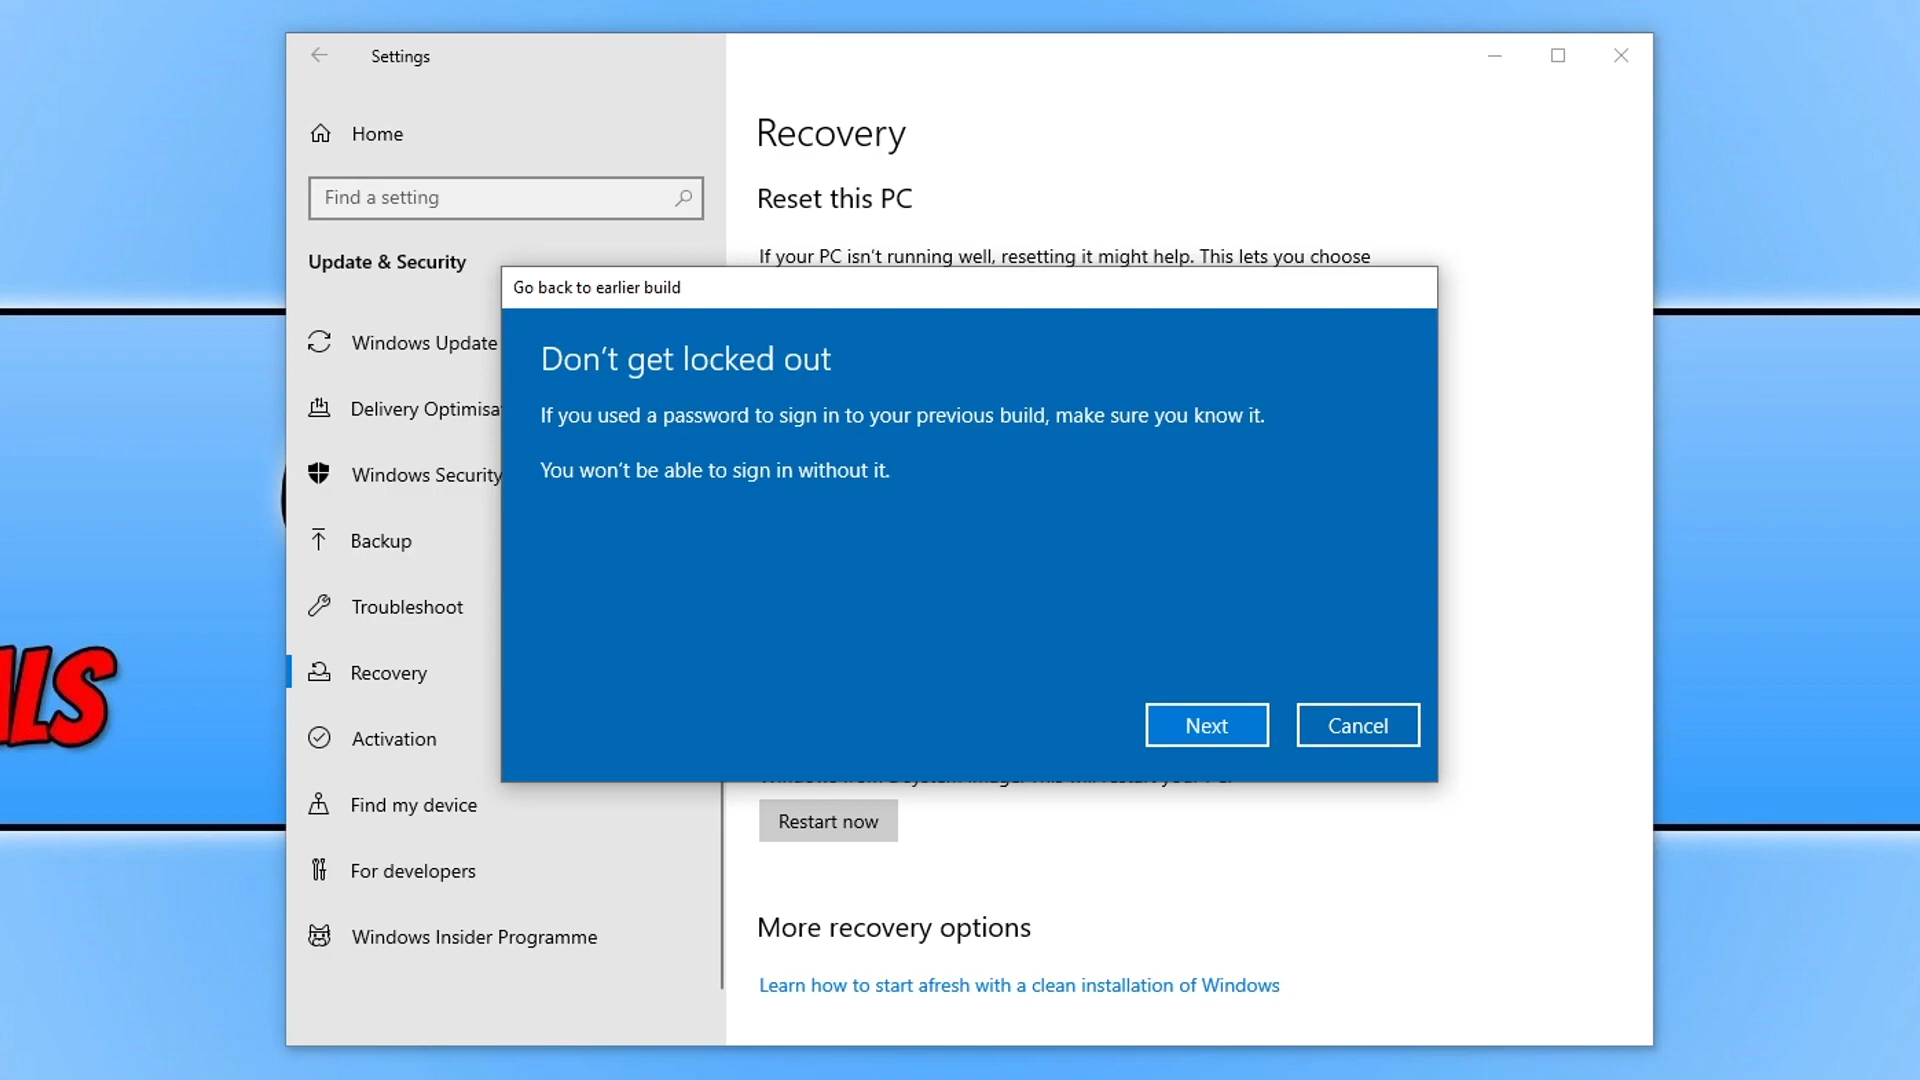 Settings
Home
Find a setting
Update & Security
Windows Update
Delivery Optimisa
Windows Security
Backup
Troubleshoot
Recovery
Activation
Find my device
For developers
Windows Insider Programme
Recovery
Reset this PC
If your PC isn't running well, resetting it might help. This lets you choose
Go back to earlier build
Don't get locked out
If you used a password to sign in to your previous build, make sure you know it.
You won't be able to sign in without it.
Next
Cancel
Restart now
More recovery options
Learn how to start afresh with a clean installation of Windows
ALS